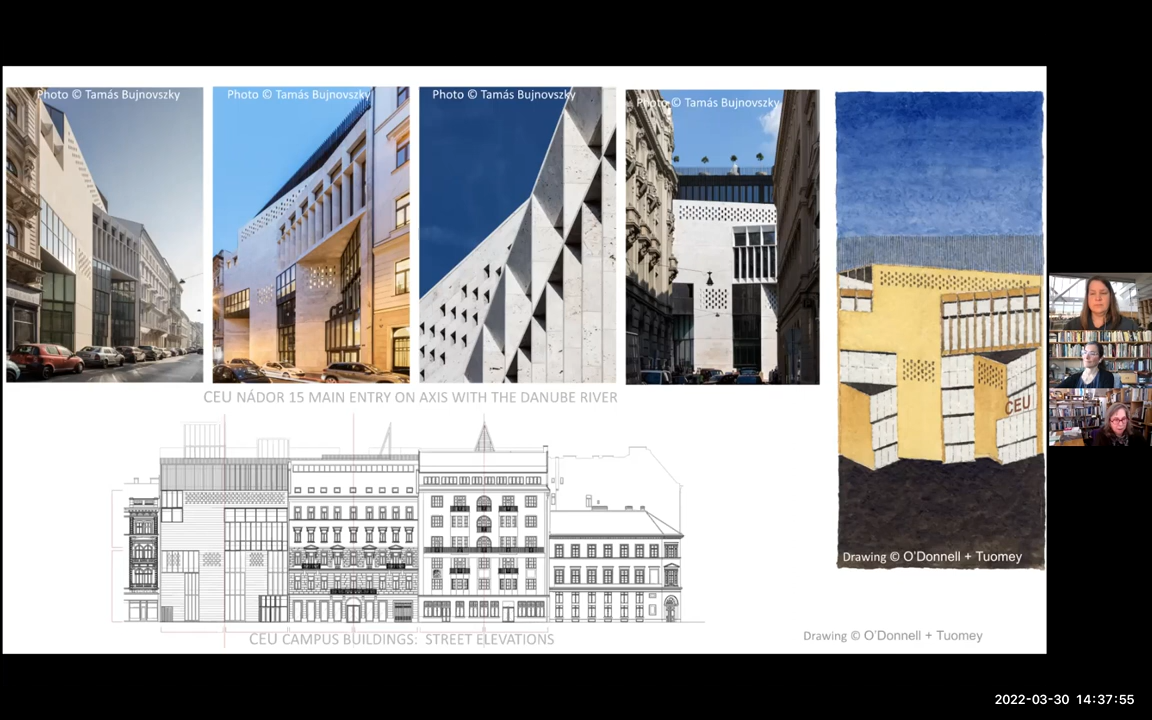 Photo © Tamás Bujnovszky
Photo © Tamás Bujnovszky
Photo © Tamás Bujnovszky
Photo © Tamás Bujnovszky
CEU NÁDOR 15 MAIN ENTRY ON AXIS WITH THE DANUBE RIVER
CEU
Drawing © O'Donnell + Tuomey
CEU CAMPUS BUILDINGS: STREET ELEVATIONS
Drawing © O'Donnell + Tuomey
2022-03-30 14:37:55